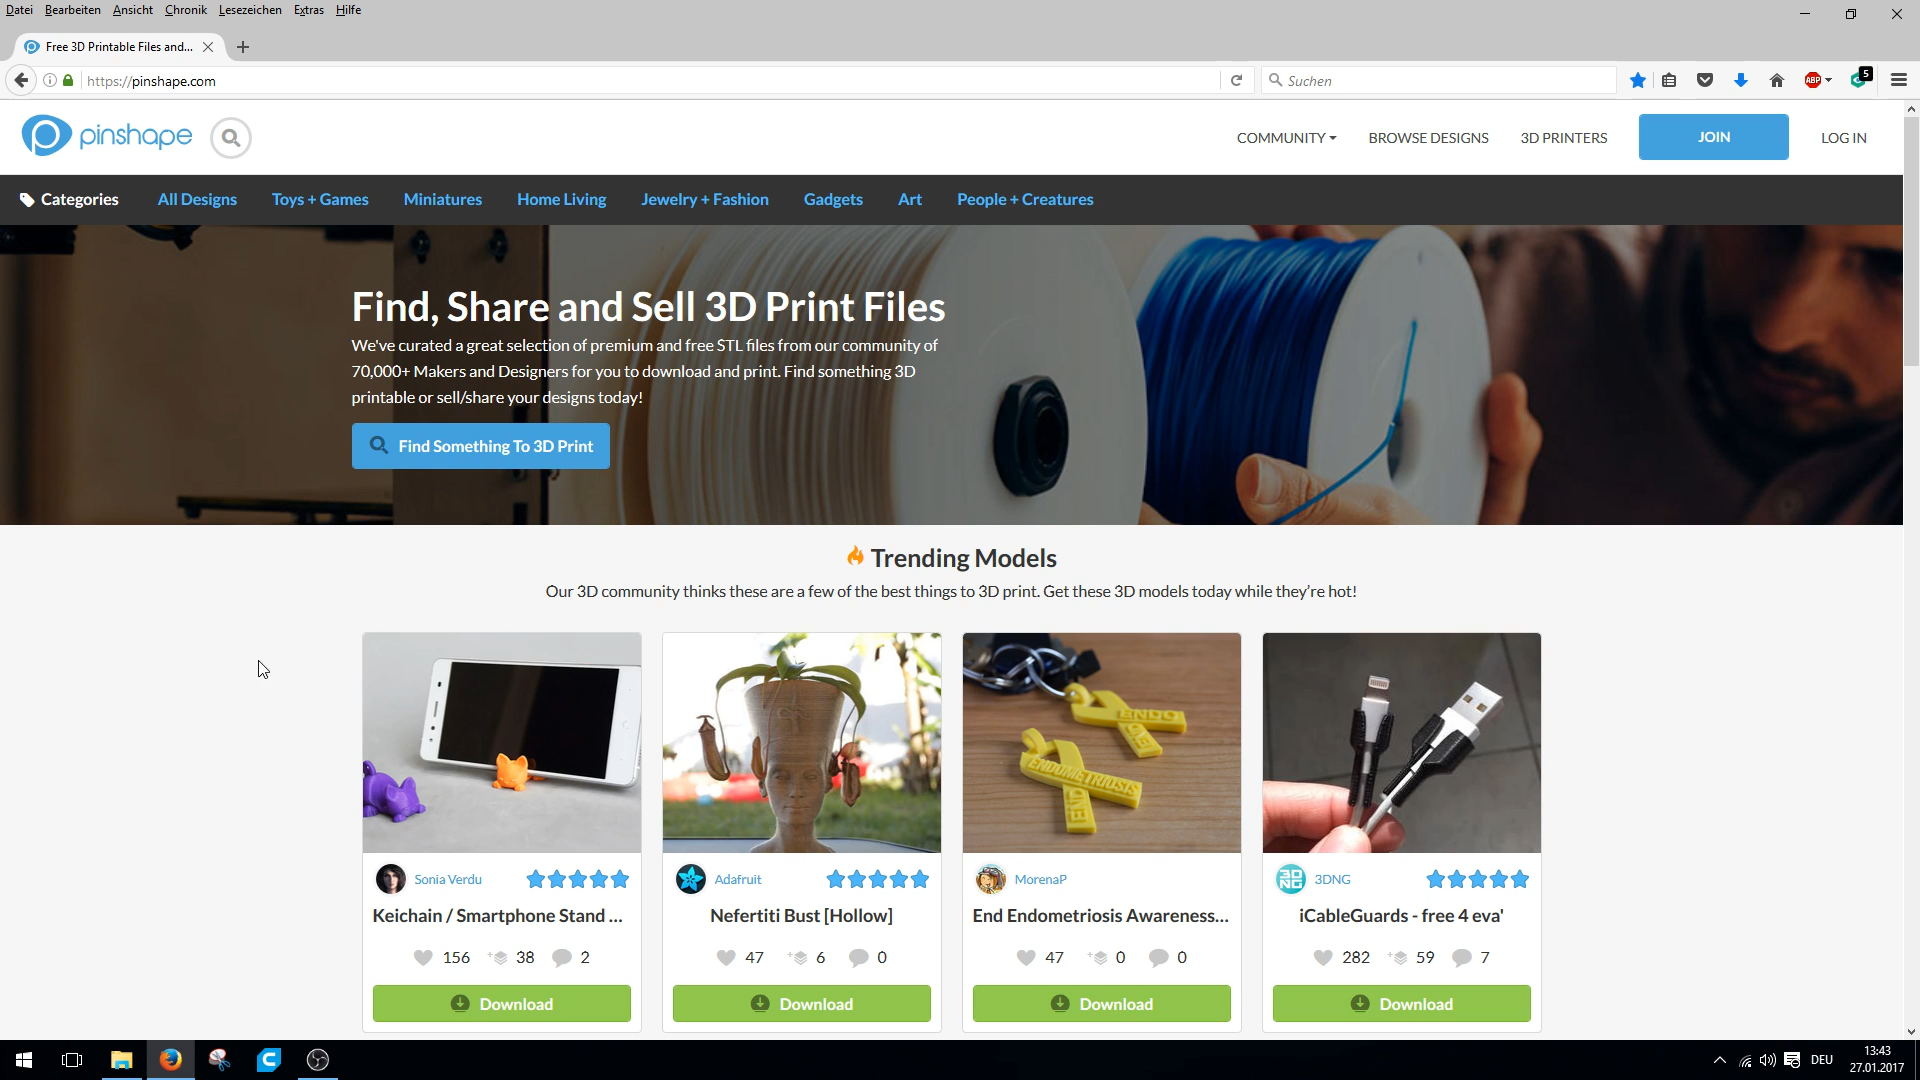 Datei Bearbeiten Ansicht Chronik Lesezeichen Extras Hilfe
Free 3D Printable Files and...
https://pinshape.com
Suchen
ABP
5
pinshape
COMMUNITY BROWSE DESIGNS 3D PRINTERS JOIN LOG IN
Categories All Designs Toys + Games Miniatures Home Living Jewelry + Fashion Gadgets Art People + Creatures
Find, Share and Sell 3D Print Files
We've curated a great selection of premium and free STL files from our community of
70,000+ Makers and Designers for you to download and print. Find something 3D
printable or sell/share your designs today!
Find Something To 3D Print
Trending Models
Our 3D community thinks these are a few of the best things to 3D print. Get these 3D models today while they’re hot!
Sonia Verdu
Keichain / Smartphone Stand ...
156 38 2
Download
Adafruit
Nefertiti Bust [Hollow]
47 6 0
Download
ENDO
ENDOMETRIOSIS
END
MorenaP
End Endometriosis Awareness...
47 0 0
Download
3DNG
iCableGuards - free 4 eva'
282 59 7
Download
DEU
13:43
27.01.2017